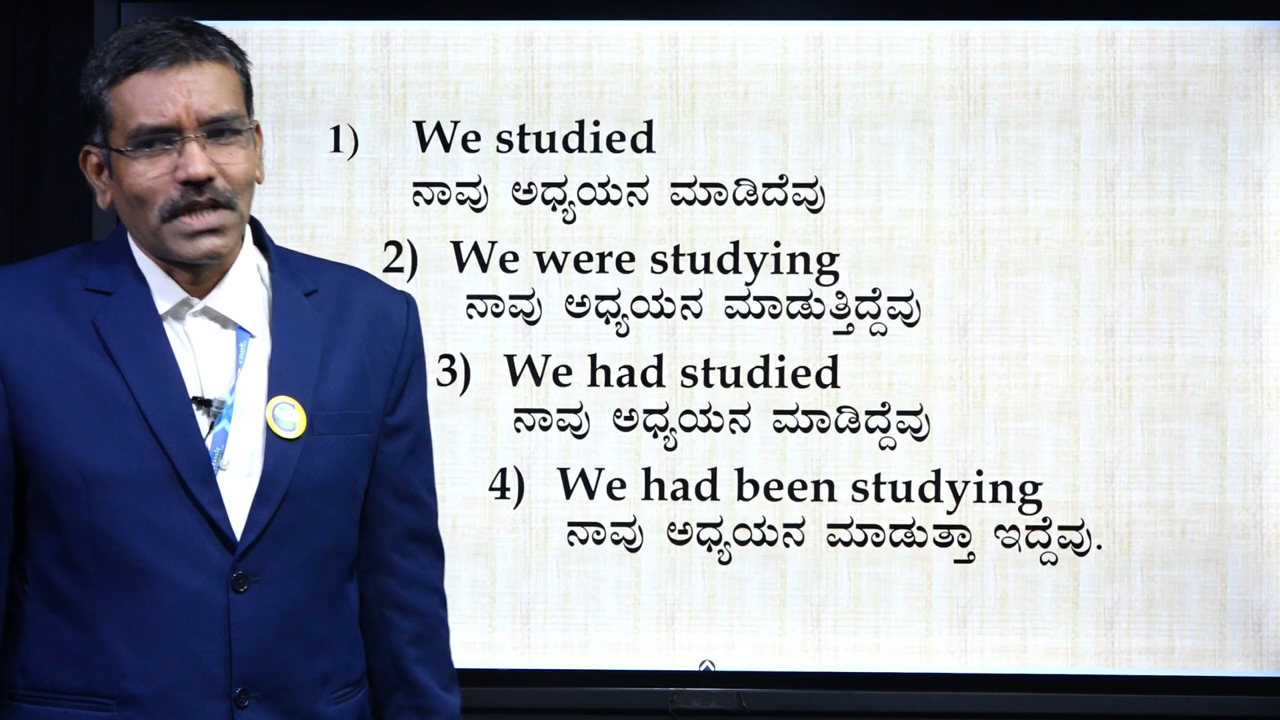 1) We studied
ನಾವು ಅಧ್ಯಯನ ಮಾಡಿದೆವು
2) We were studying
ನಾವು ಅಧ್ಯಯನ ಮಾಡುತ್ತಿದ್ದೆವು
3) We had studied
ನಾವು ಅಧ್ಯಯನ ಮಾಡಿದ್ದೆವು
4) We had been studying
ನಾವು ಅಧ್ಯಯನ ಮಾಡುತ್ತಾ ಇದ್ದೆವು.